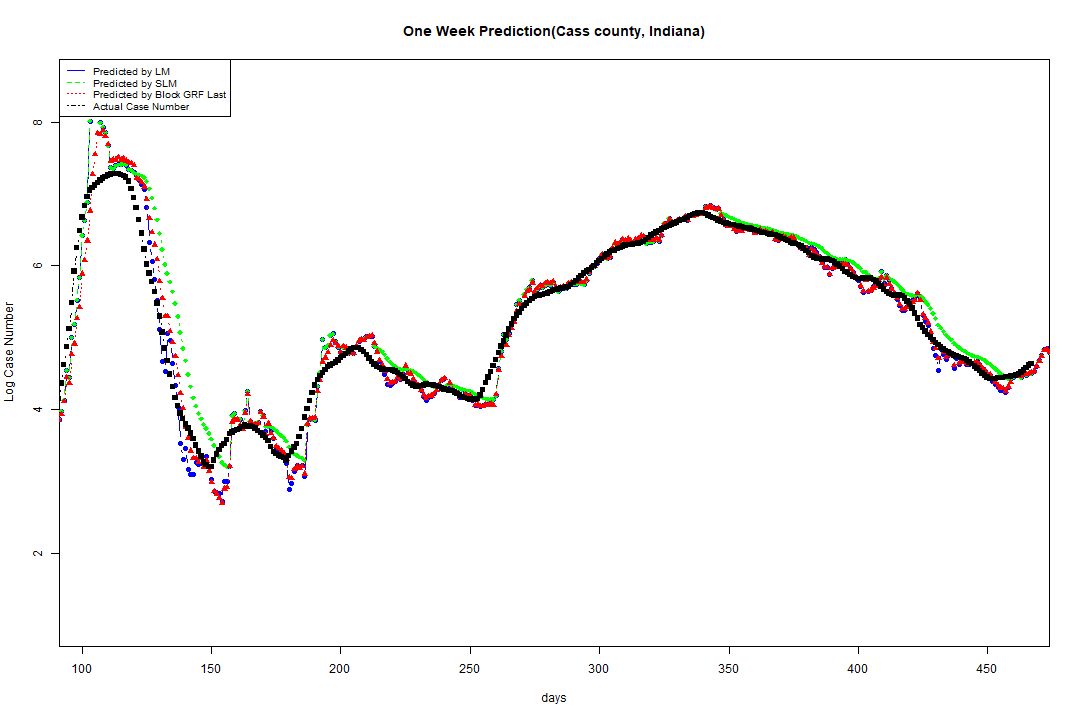 One Week Prediction(Cass county, Indiana)
Predicted by LM
Predicted by SLM
Predicted by Block GRF Last
Actual Case Number
8
6
4
2
Log Case Number
100 150 200 250 300 350 400 450
days